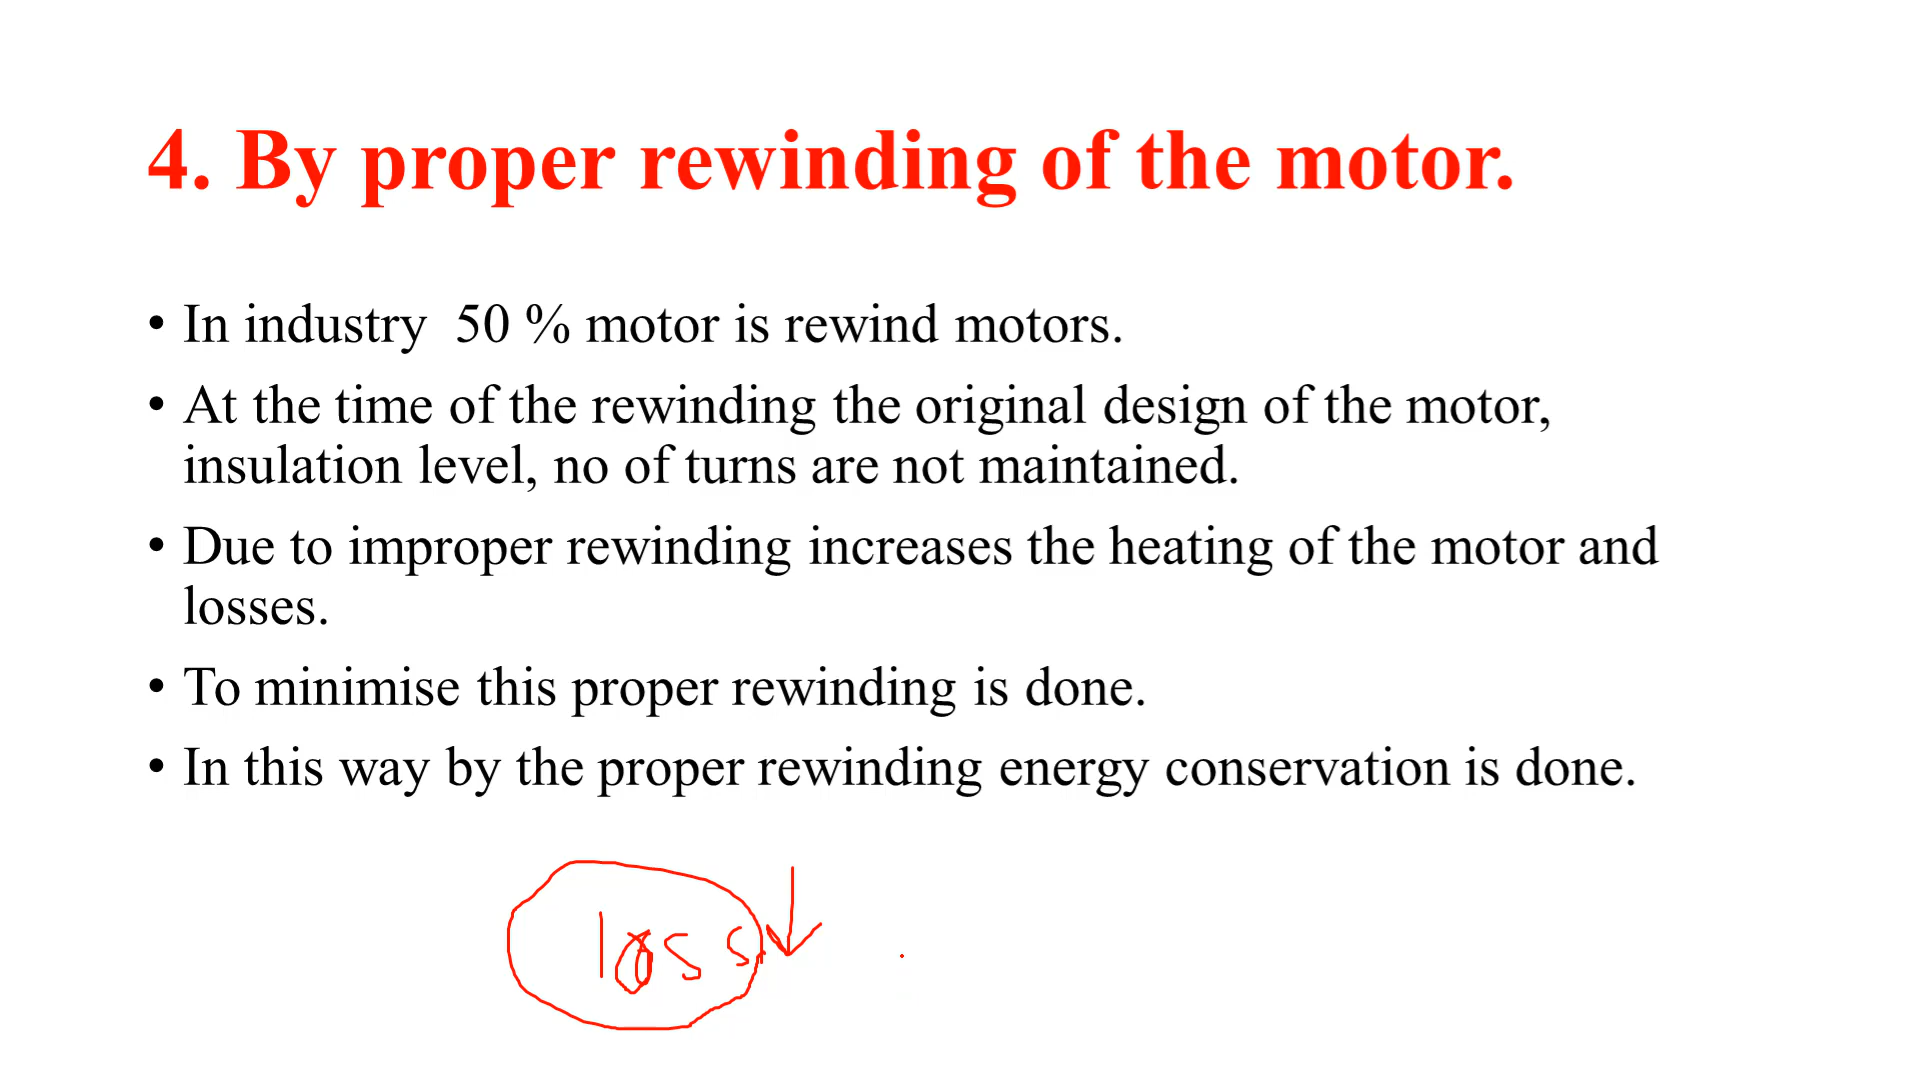 4. By proper rewinding of the motor.
• In industry 50 % motor is rewind motors.
• At the time of the rewinding the original design of the motor,
insulation level, no of turns are not maintained.
• Due to improper rewinding increases the heating of the motor and
losses.
• To minimise this proper rewinding is done.
• In this way by the proper rewinding energy conservation is done.
loss